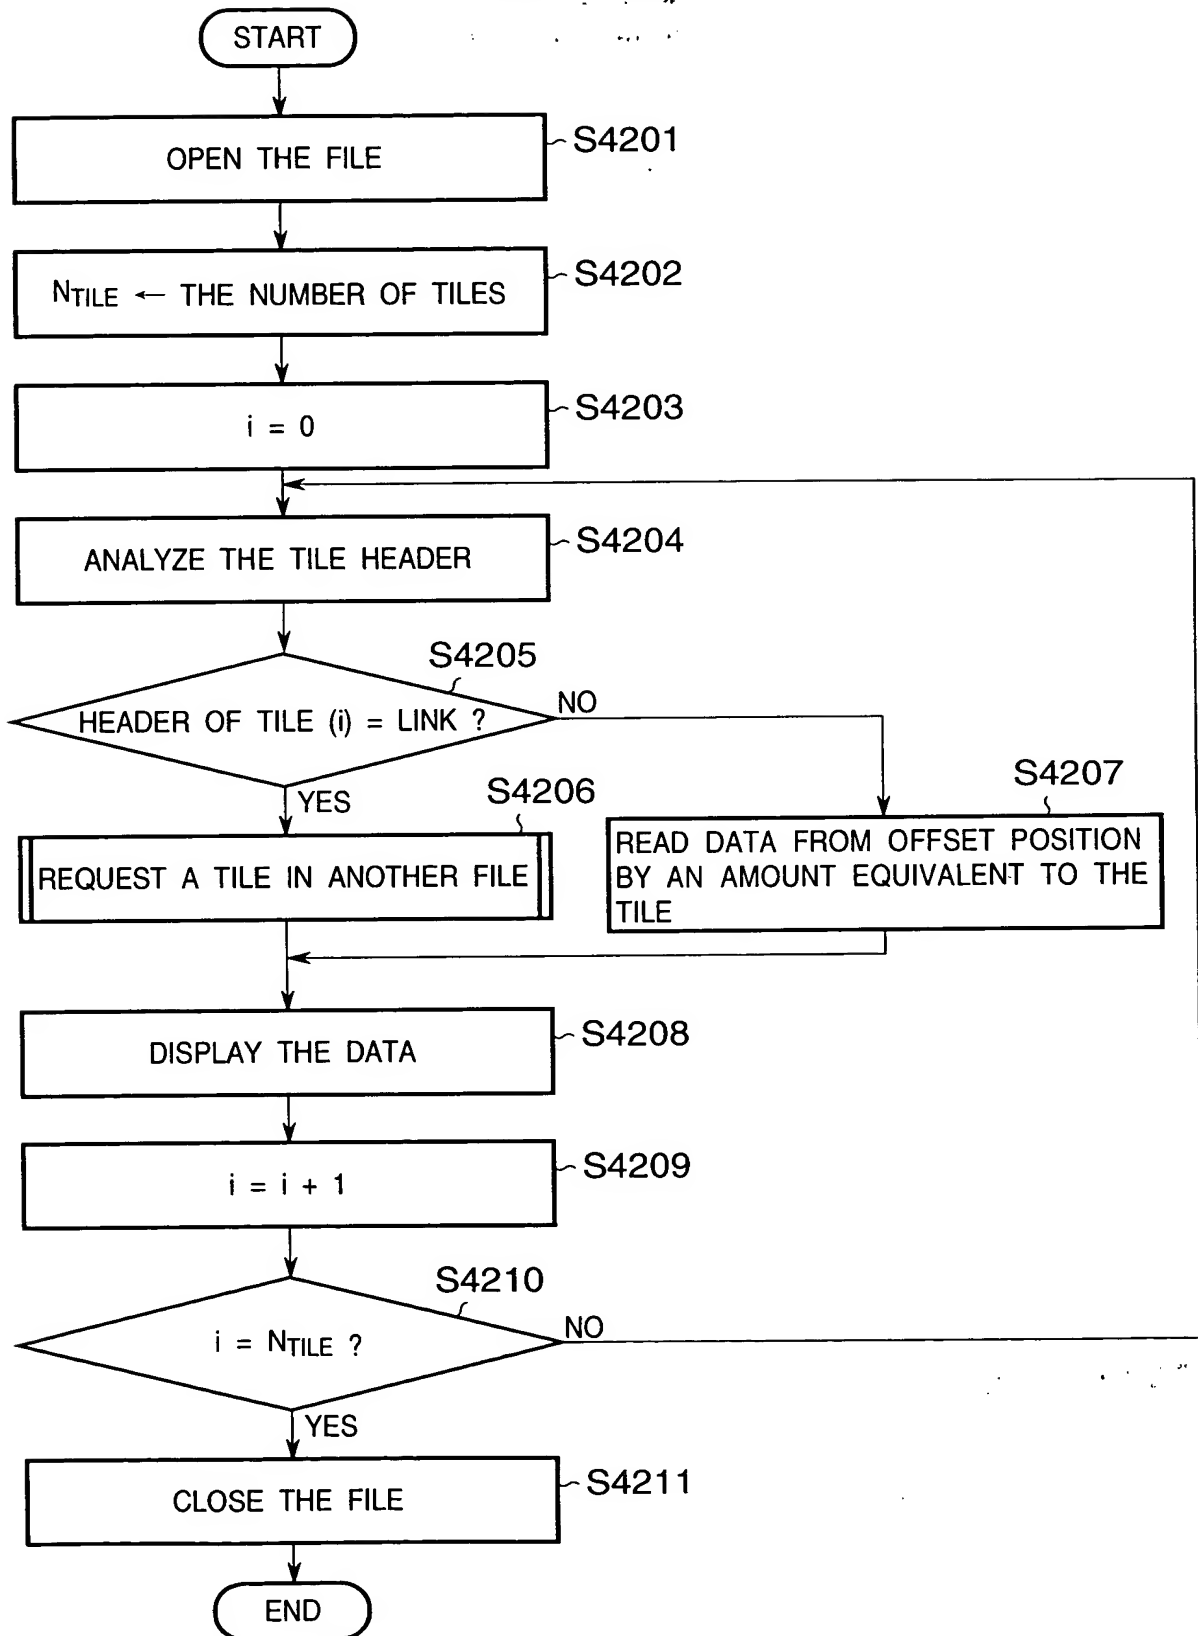 START
OPEN THE FILE
S4201
NTILE ← THE NUMBER OF TILES
S4202
i = 0
S4203
ANALYZE THE TILE HEADER
S4204
S4205
HEADER OF TILE (i) = LINK ?
NO
YES
S4206
REQUEST A TILE IN ANOTHER FILE
S4207
READ DATA FROM OFFSET POSITION
BY AN AMOUNT EQUIVALENT TO THE
TILE
DISPLAY THE DATA
S4208
i = i + 1
S4209
S4210
i = NTILE ?
NO
YES
CLOSE THE FILE
S4211
END